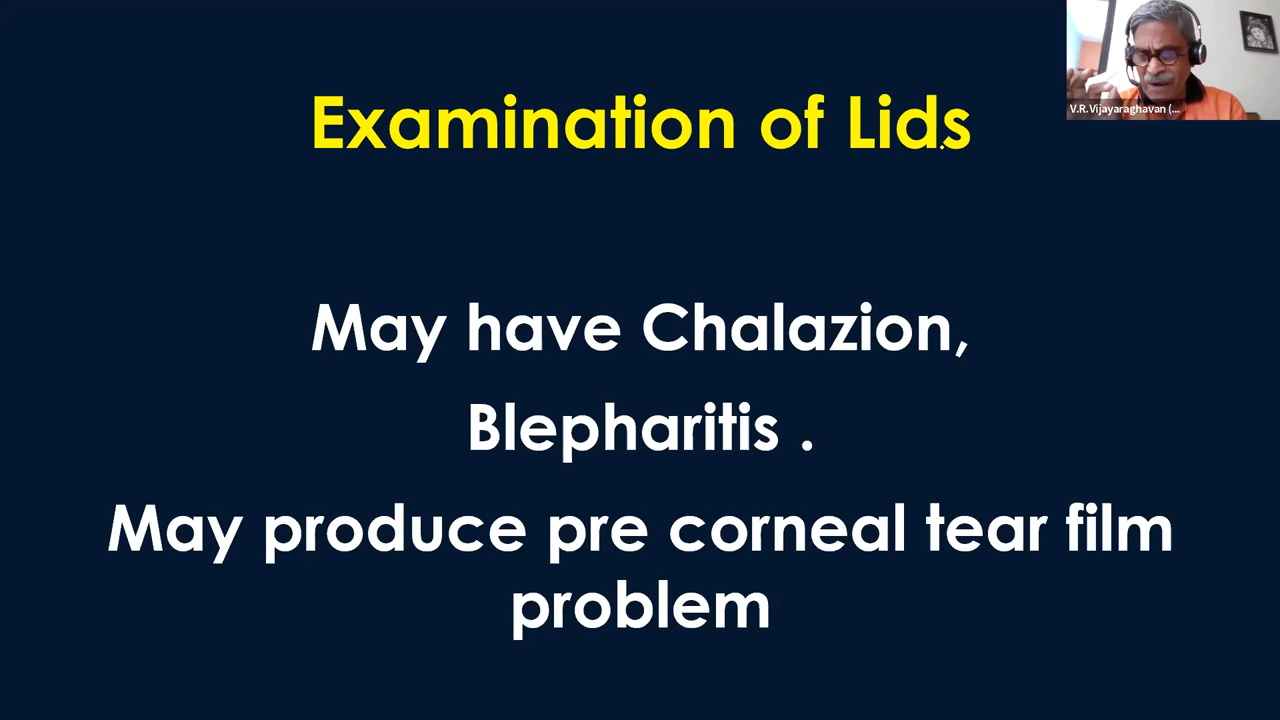 Examination of Lids
V.R.Vijayaraghavan (...
May have Chalazion,
Blepharitis .
May produce pre corneal tear film
problem